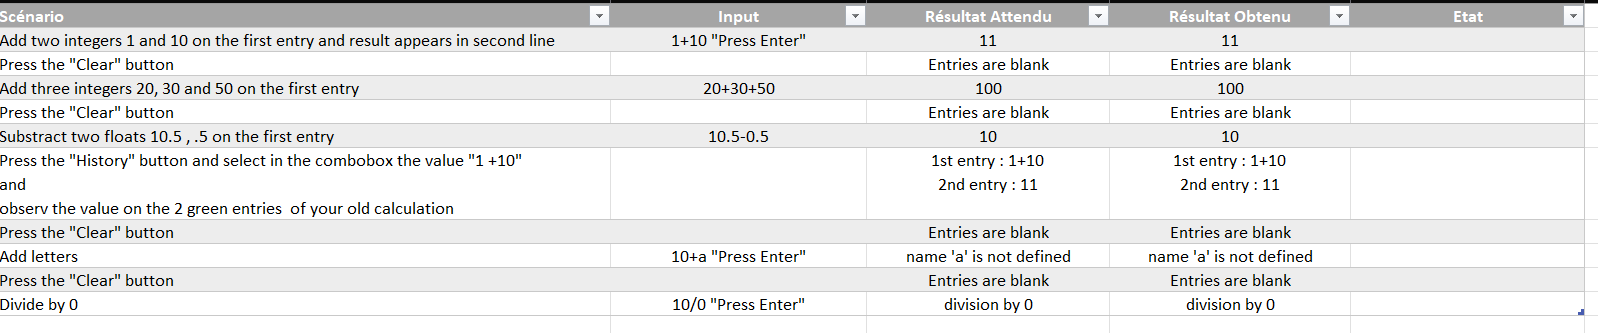 Scénario Input Résultat Attendu Résultat Obtenu Etat
Add two integers 1 and 10 on the first entry and result appears in second line 1+10 "Press Enter" 11 11
Press the "Clear" button Entries are blank Entries are blank
Add three integers 20, 30 and 50 on the first entry 20+30+50 100 100
Press the "Clear" button Entries are blank Entries are blank
Substract two floats 10.5 , .5 on the first entry 10.5-0.5 10 10
Press the "History" button and select in the combobox the value "1 +10" 1st entry : 1+10 1st entry : 1+10
and 2nd entry : 11 2nd entry : 11
observ the value on the 2 green entries  of your old calculation
Press the "Clear" button Entries are blank Entries are blank
Add letters 10+a "Press Enter" name 'a' is not defined name 'a' is not defined
Press the "Clear" button Entries are blank Entries are blank
Divide by 0 10/0 "Press Enter" division by 0 division by 0